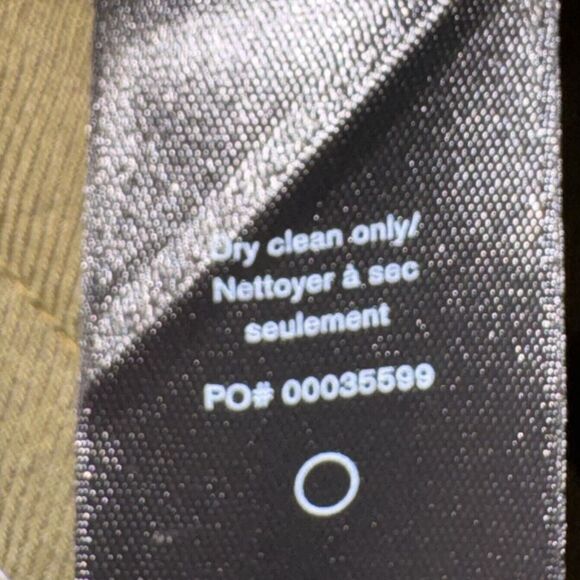 Dry clean only/
Nettoyer à sec
seulement
PO# 00035599